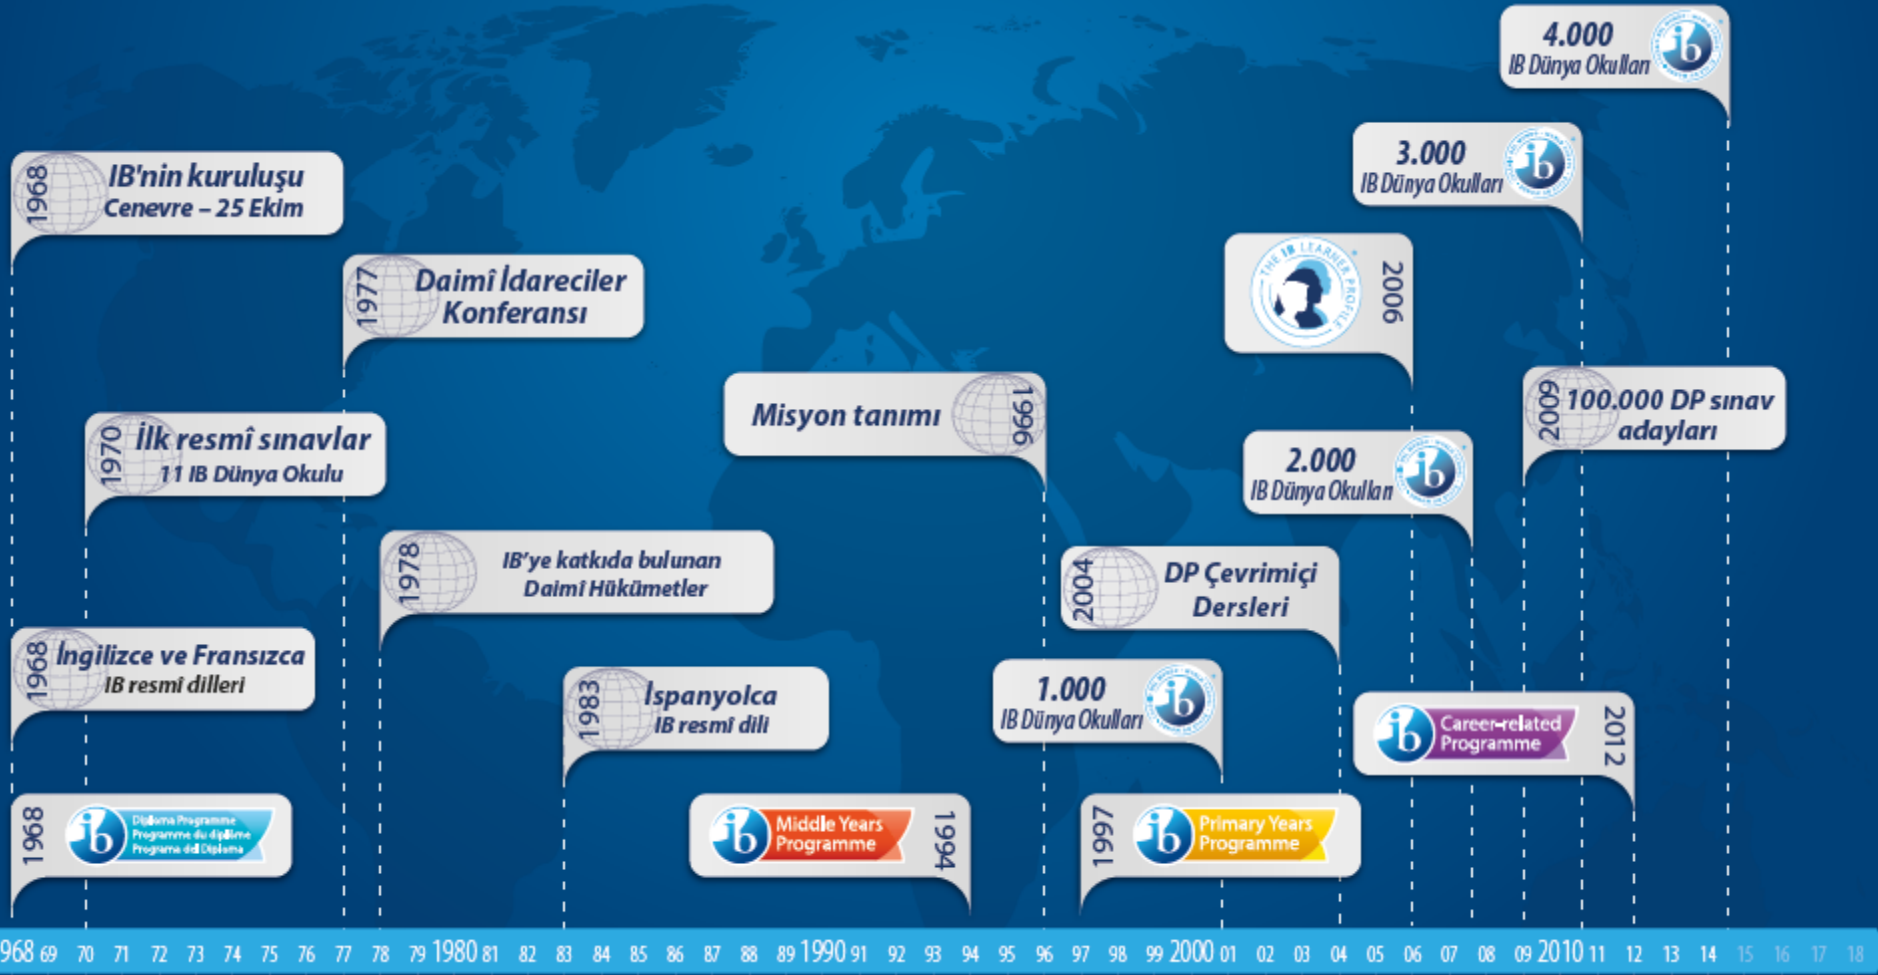 4.000
IB Dünya Okulları
3.000
IB Dünya Okulları
1968
IB'nin kuruluşu
Cenevre – 25 Ekim
THE IB LEARNER PROFILE
2006
1977
Daimî İdareciler
Konferansı
2009
100.000 DP sınav
adayları
Misyon tanımı
1996
1970
İlk resmî sınavlar
11 IB Dünya Okulu
2.000
IB Dünya Okulları
1978
IB'ye katkıda bulunan
Daimî Hükümetler
2004
DP Çevrimiçi
Dersleri
1968
İngilizce ve Fransızca
IB resmî dilleri
1983
İspanyolca
IB resmî dili
1.000
IB Dünya Okulları
ib
Career-related
Programme
2012
1968
ib
Diploma Programme
Programme du diplôme
Programa del Diploma
ib
Middle Years
Programme
1994
1997
ib
Primary Years
Programme
968 69 70 71 72 73 74 75 76 77 78 79 1980 81 82 83 84 85 86 87 88 89 1990 91 92 93 94 95 96 97 98 99 2000 01 02 03 04 05 06 07 08 09 2010 11 12 13 14 15 16 17 18